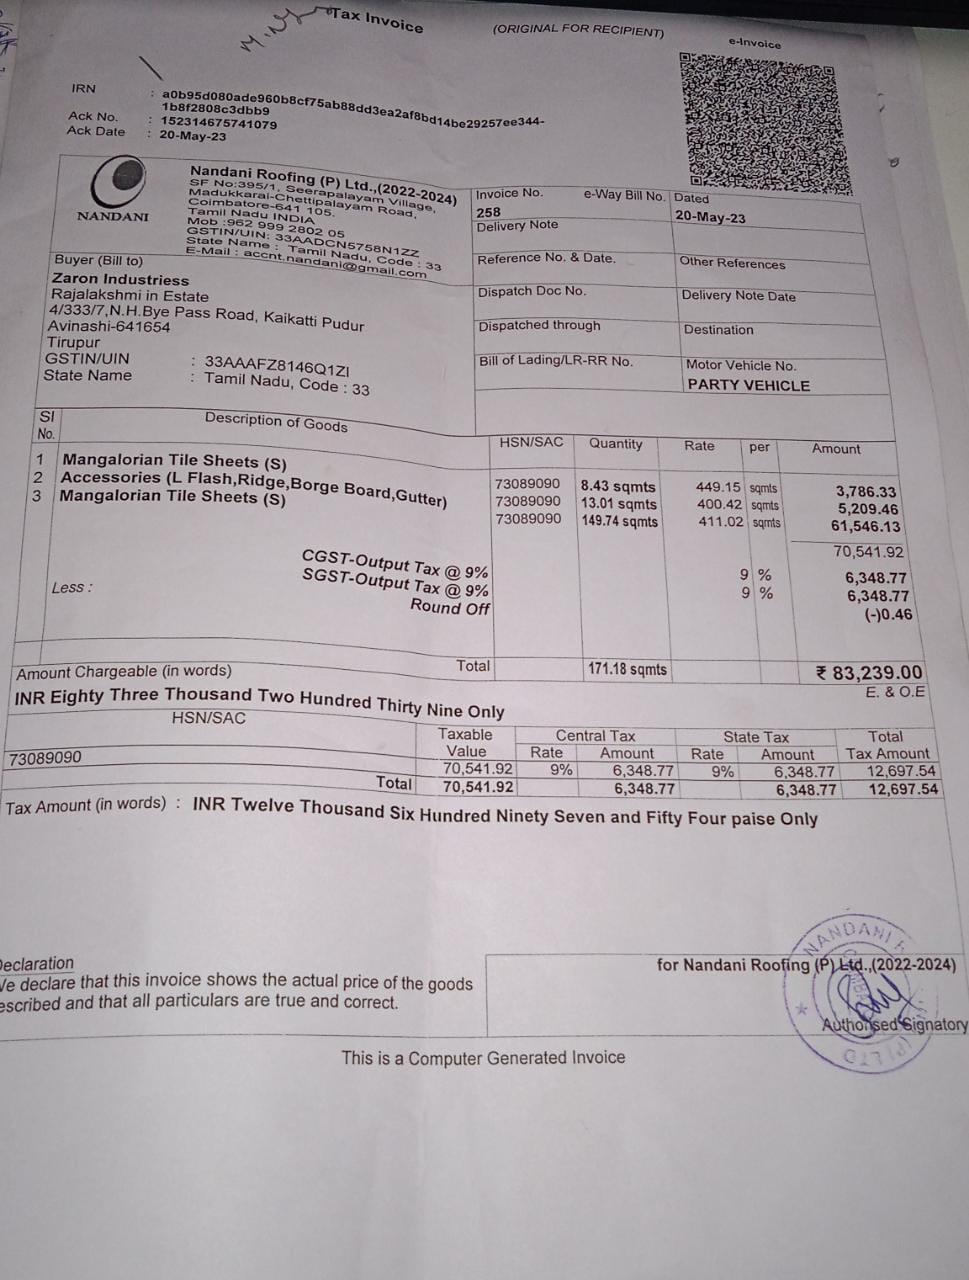 Tax Invoice
(ORIGINAL FOR RECIPIENT)
e-Invoice
IRN : a0b95d080ade960b8cf75ab88dd3ea2af8bd14be29257ee344-
1b8f2808c3dbb9
Ack No. : 152314675741079
Ack Date : 20-May-23
NANDANI
Nandani Roofing (P) Ltd.,(2022-2024)
SF No:395/1, Seerapalayam Village,
Madukkarai-Chettipalayam Road,
Coimbatore-641 105.
Tamil Nadu INDIA
Mob :962 999 2802 05
GSTIN/UIN: 33AADCN5758N1ZZ
State Name : Tamil Nadu, Code : 33
E-Mail : accnt.nandani@gmail.com
Invoice No. e-Way Bill No. Dated
258 20-May-23
Delivery Note
Reference No. & Date. Other References
Dispatch Doc No. Delivery Note Date
Dispatched through Destination
Bill of Lading/LR-RR No. Motor Vehicle No.
PARTY VEHICLE
Buyer (Bill to)
Zaron Industriess
Rajalakshmi in Estate
4/333/7,N.H.Bye Pass Road, Kaikatti Pudur
Avinashi-641654
Tirupur
GSTIN/UIN : 33AAAFZ8146Q1ZI
State Name : Tamil Nadu, Code : 33
SI No. Description of Goods HSN/SAC Quantity Rate per Amount
1 Mangalorian Tile Sheets (S) 73089090 8.43 sqmts 449.15 sqmts 3,786.33
2 Accessories (L Flash,Ridge,Borge Board,Gutter) 73089090 13.01 sqmts 400.42 sqmts 5,209.46
3 Mangalorian Tile Sheets (S) 73089090 149.74 sqmts 411.02 sqmts 61,546.13
70,541.92
CGST-Output Tax @ 9% 9 % 6,348.77
SGST-Output Tax @ 9% 9 % 6,348.77
Less : Round Off (-)0.46
Total 171.18 sqmts ₹ 83,239.00
Amount Chargeable (in words) E. & O.E
INR Eighty Three Thousand Two Hundred Thirty Nine Only
HSN/SAC Taxable Value Central Tax State Tax Total Tax Amount
Rate Amount Rate Amount
73089090 70,541.92 9% 6,348.77 9% 6,348.77 12,697.54
Total 70,541.92 6,348.77 6,348.77 12,697.54
Tax Amount (in words) : INR Twelve Thousand Six Hundred Ninety Seven and Fifty Four paise Only
eclaration
e declare that this invoice shows the actual price of the goods
escribed and that all particulars are true and correct.
for Nandani Roofing (P) Ltd.,(2022-2024)
NANDANI
(P) LTD
Authorised Signatory
This is a Computer Generated Invoice